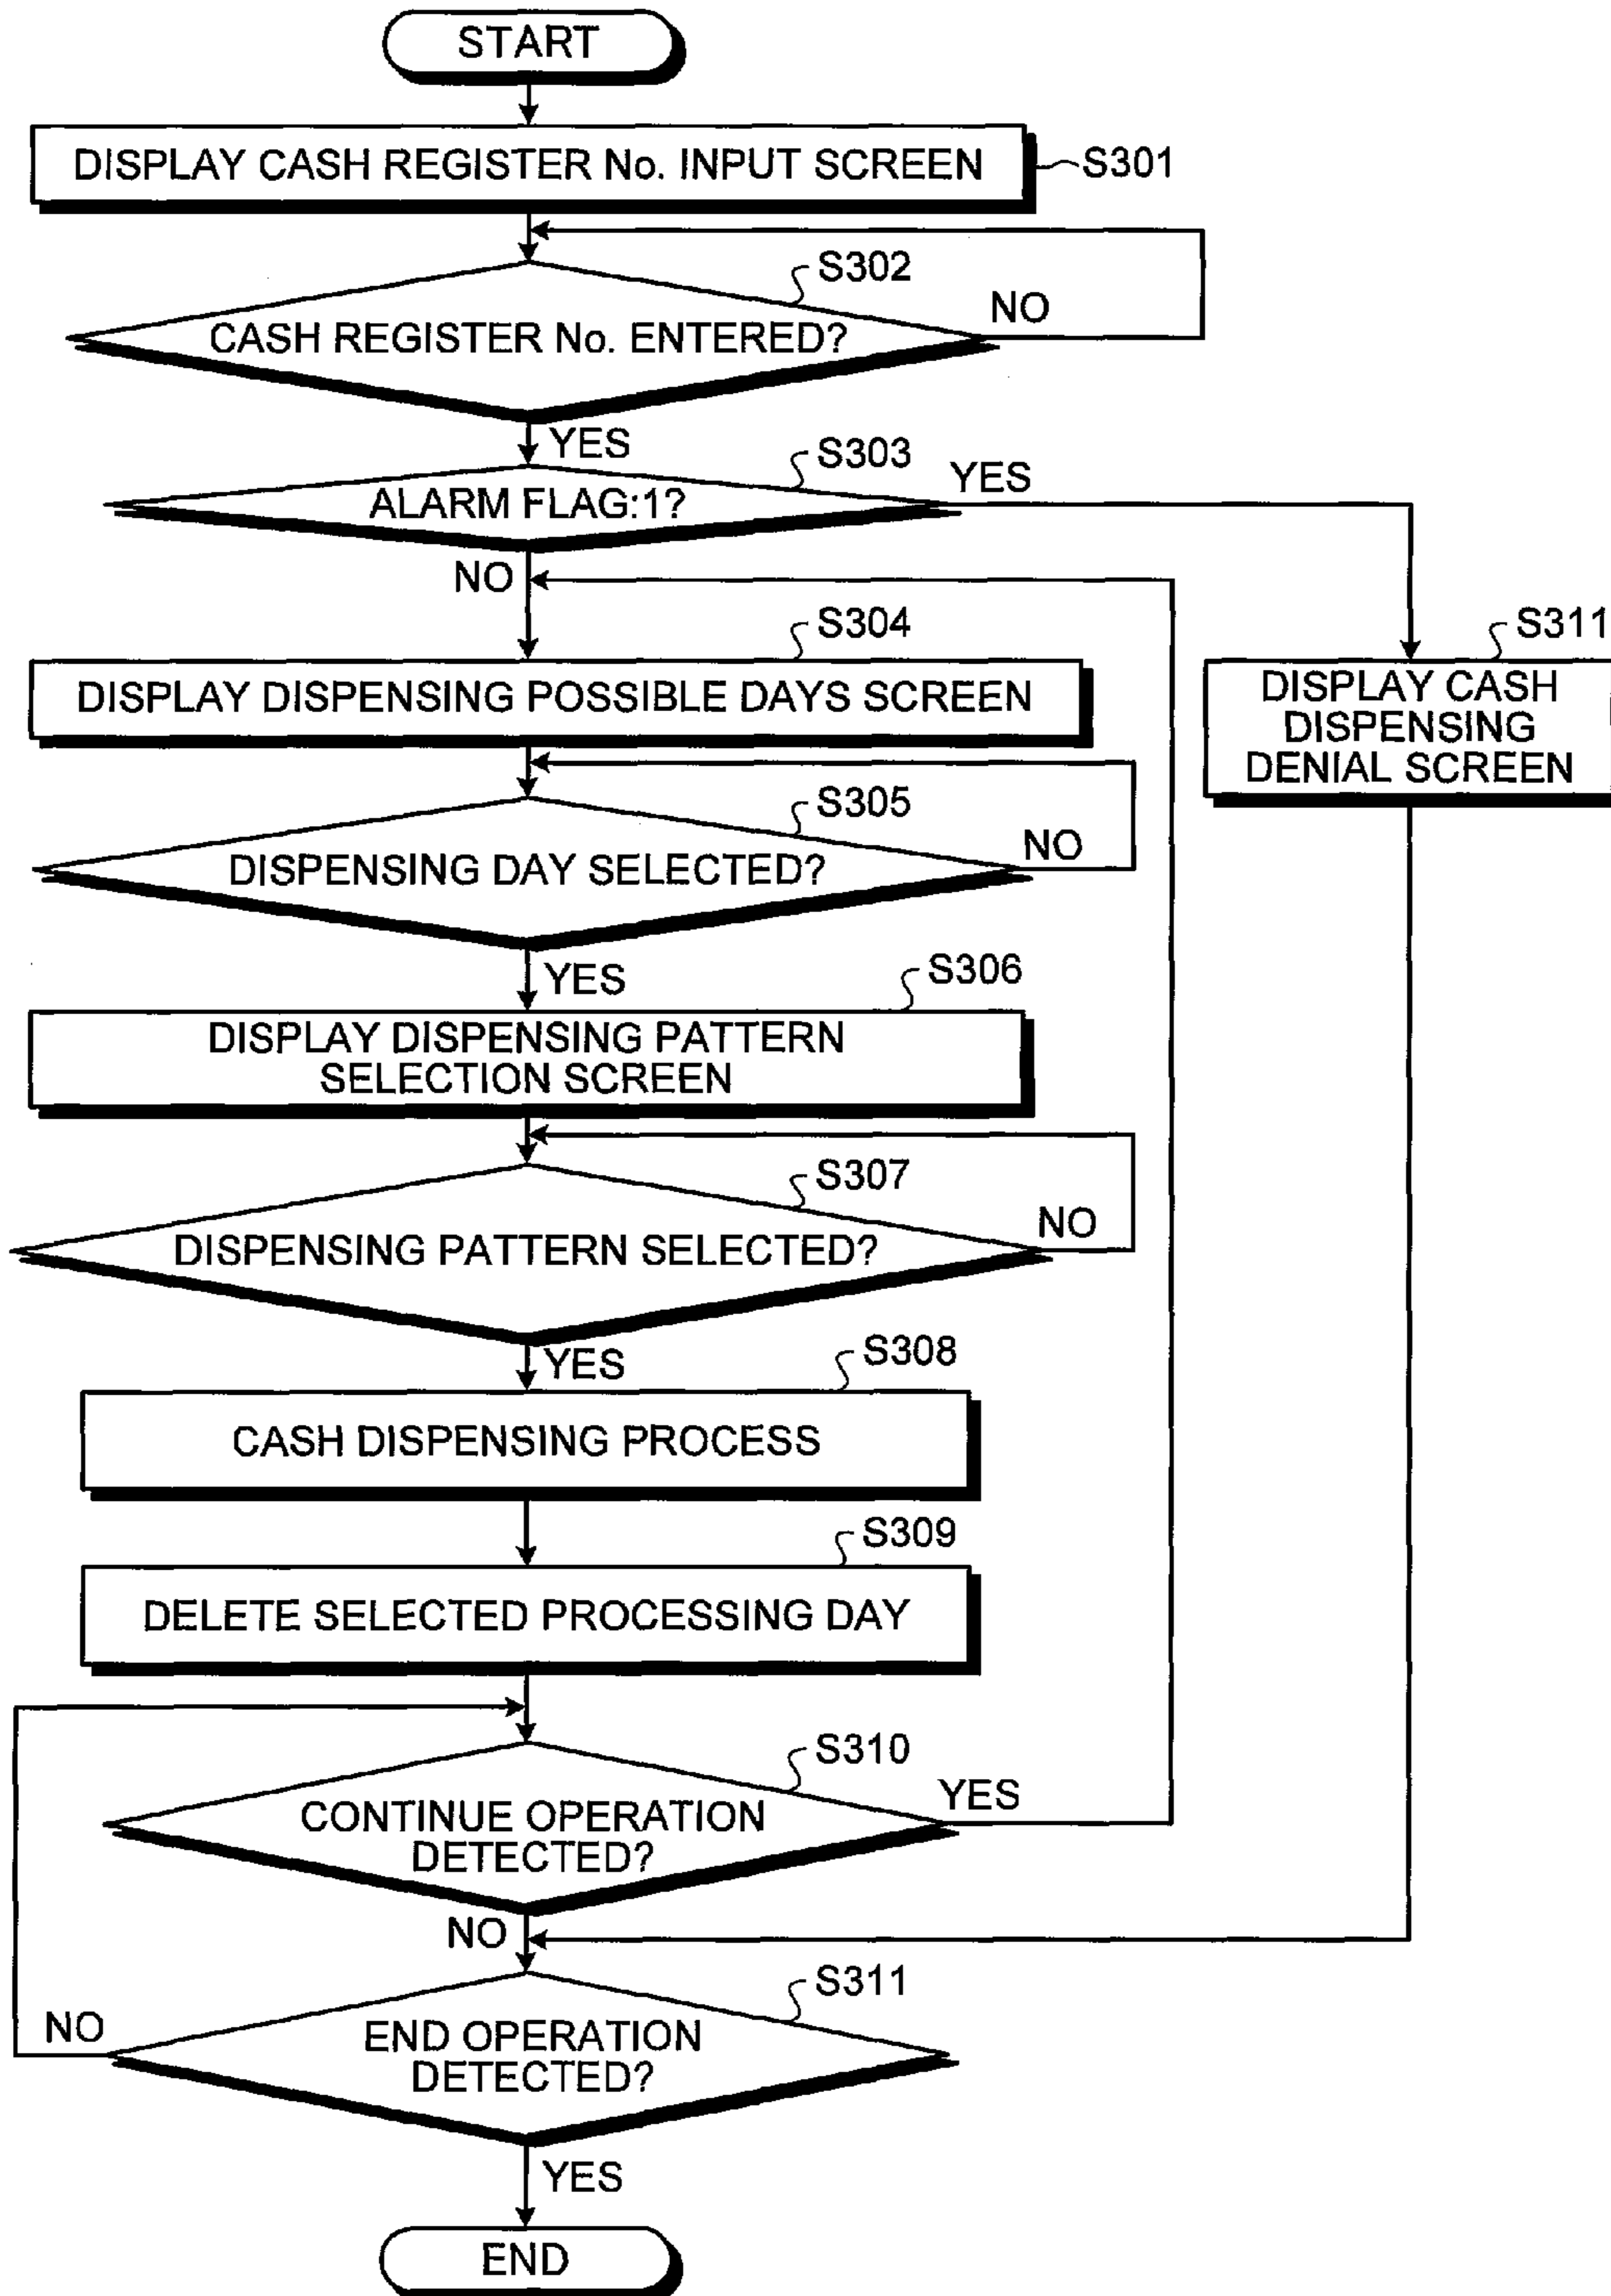 START
DISPLAY CASH REGISTER No. INPUT SCREEN
S301
S302
CASH REGISTER No. ENTERED?
NO
YES
S303
ALARM FLAG:1?
YES
NO
S304
DISPLAY DISPENSING POSSIBLE DAYS SCREEN
S311
DISPLAY CASH
DISPENSING
DENIAL SCREEN
S305
DISPENSING DAY SELECTED?
NO
YES
S306
DISPLAY DISPENSING PATTERN
SELECTION SCREEN
S307
DISPENSING PATTERN SELECTED?
NO
YES
S308
CASH DISPENSING PROCESS
S309
DELETE SELECTED PROCESSING DAY
S310
CONTINUE OPERATION
DETECTED?
YES
NO
S311
END OPERATION
DETECTED?
NO
YES
END